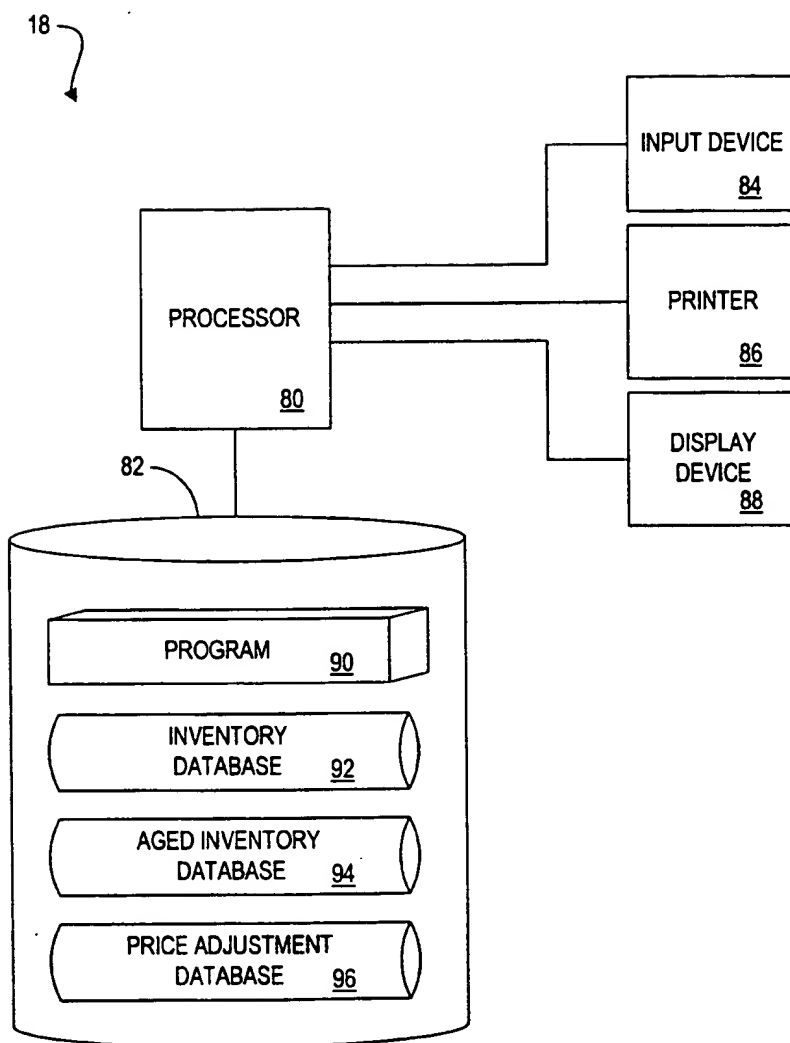 18
INPUT DEVICE
84
PROCESSOR
80
PRINTER
86
DISPLAY
DEVICE
88
82
PROGRAM
90
INVENTORY
DATABASE
92
AGED INVENTORY
DATABASE
94
PRICE ADJUSTMENT
DATABASE
96